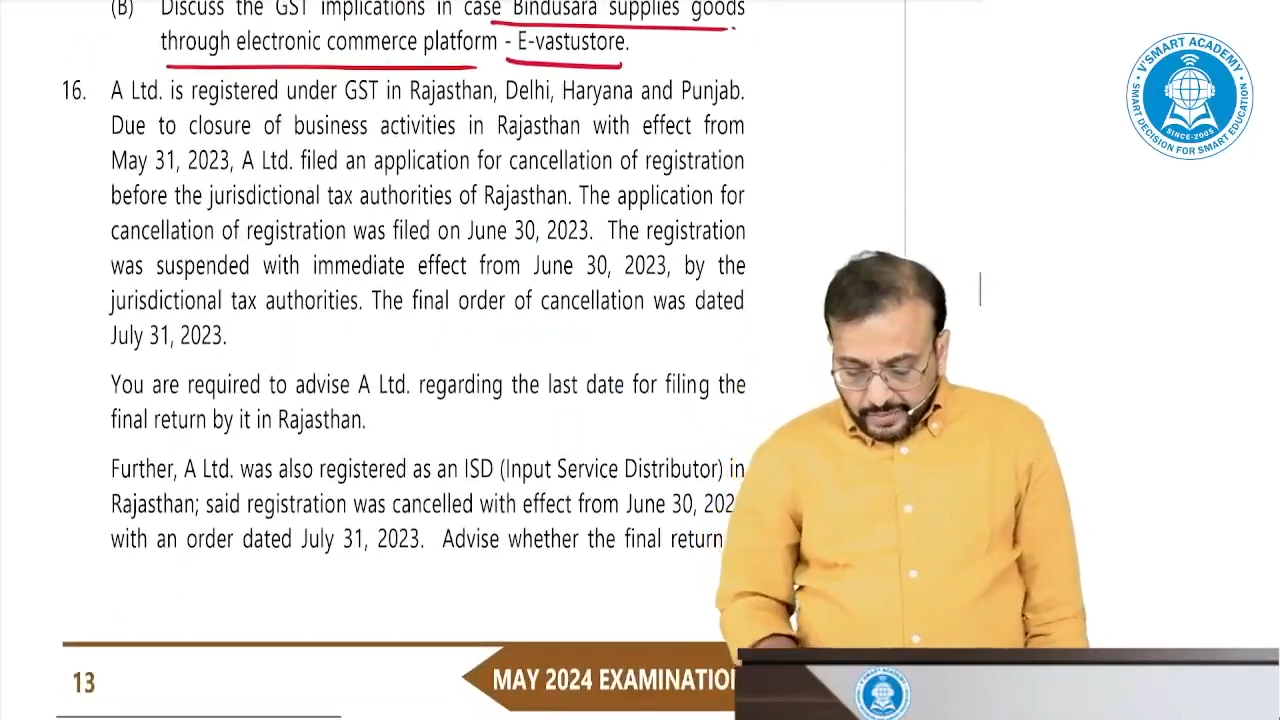 (B) Discuss the GST implications in case Bindusara supplies goods
through electronic commerce platform - E-vastustore.
16. A Ltd. is registered under GST in Rajasthan, Delhi, Haryana and Punjab.
Due to closure of business activities in Rajasthan with effect from
May 31, 2023, A Ltd. filed an application for cancellation of registration
before the jurisdictional tax authorities of Rajasthan. The application for
cancellation of registration was filed on June 30, 2023. The registration
was suspended with immediate effect from June 30, 2023, by the
jurisdictional tax authorities. The final order of cancellation was dated
July 31, 2023.
You are required to advise A Ltd. regarding the last date for filing the
final return by it in Rajasthan.
Further, A Ltd. was also registered as an ISD (Input Service Distributor) in
Rajasthan; said registration was cancelled with effect from June 30,
with an order dated July 31, 2023. Advise whether the final return
13
MAY 2024
V'SMART ACADEMY
SINCE-2005
SMART DECISION FOR SMART EDUCATION